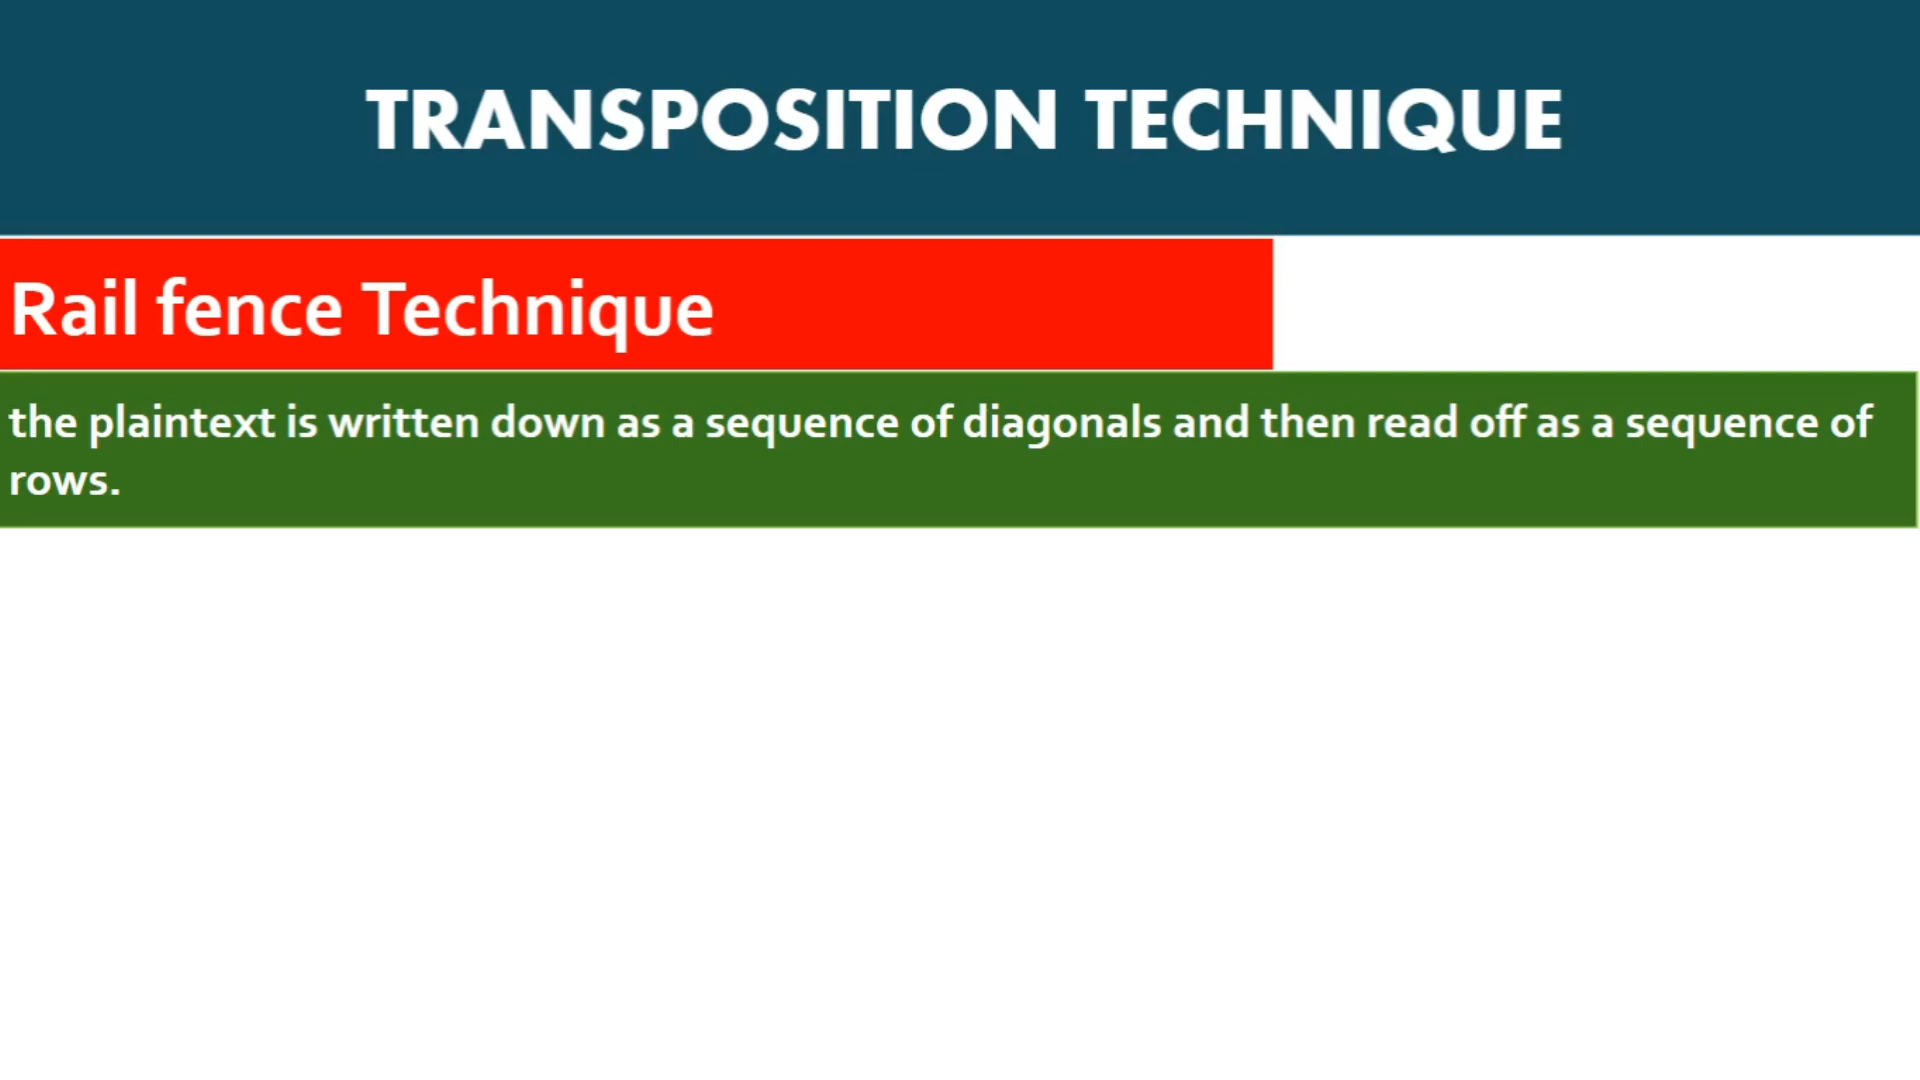 TRANSPOSITION TECHNIQUE
Rail fence Technique
the plaintext is written down as a sequence of diagonals and then read off as a sequence of
rows.